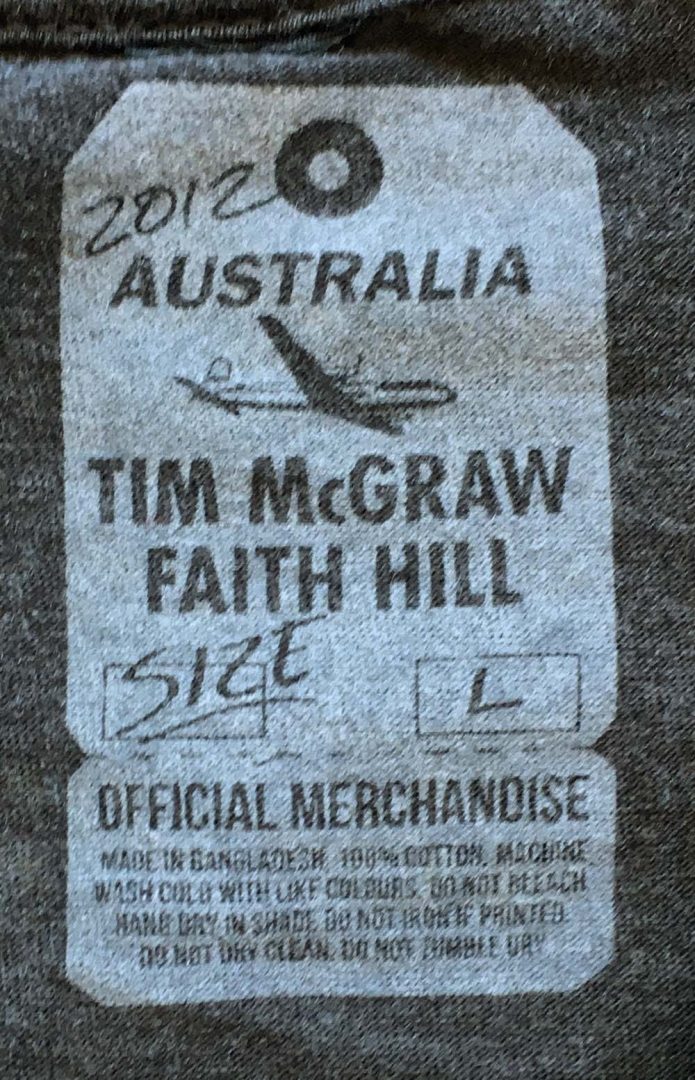 2012
AUSTRALIA
TIM McGRAW
FAITH HILL
SIZE L
OFFICIAL MERCHANDISE
MADE IN BANGLADESH. 100% COTTON. MACHINE
WASH COLD WITH LIKE COLOURS. DO NOT BLEACH
HANG DRY IN SHADE. DO NOT IRON IF PRINTED.
DO NOT DRY CLEAN. DO NOT TUMBLE DRY